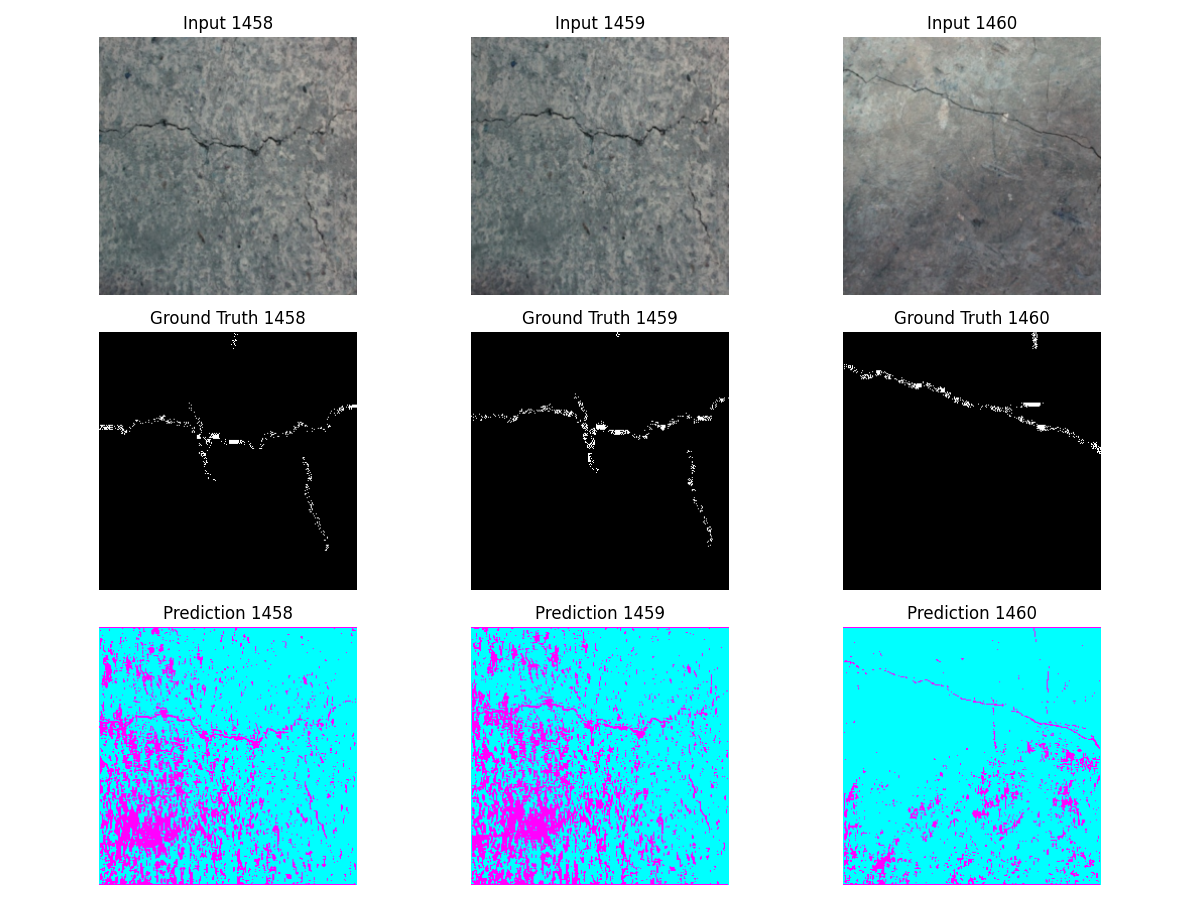 Input 1458
Input 1459
Input 1460
Ground Truth 1458
Ground Truth 1459
Ground Truth 1460
Prediction 1458
Prediction 1459
Prediction 1460